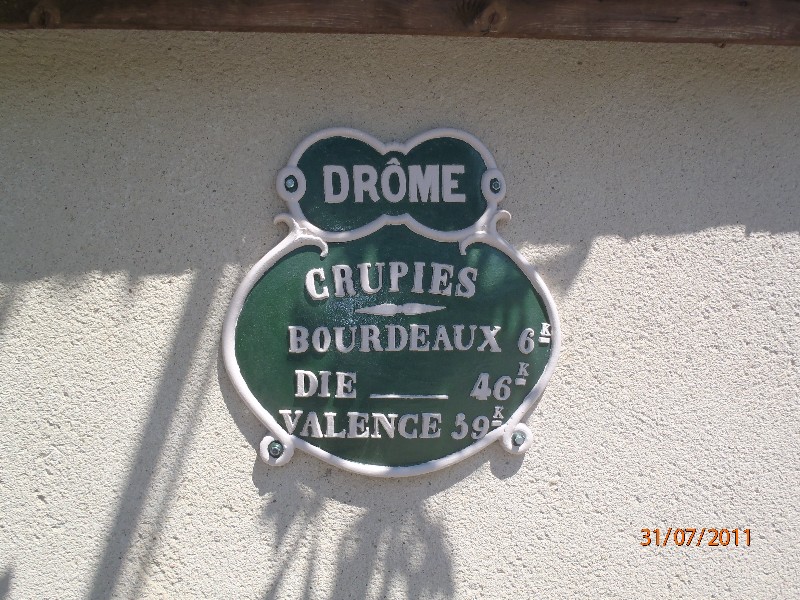 DRÔME
CRUPIES
BOURDEAUX 6K
DIE 46K
VALENCE 59K
31/07/2011